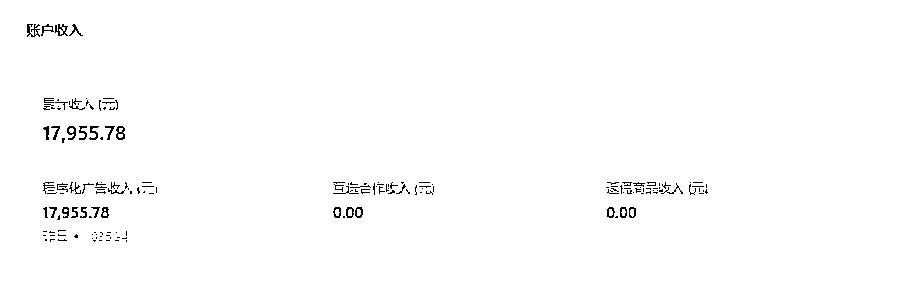 账户收入
累计收入 (元)
17,955.78
程序化广告收入 (元)
互选合作收入 (元)
返佣商品收入 (元)
17,955.78
0.00
0.00
昨日